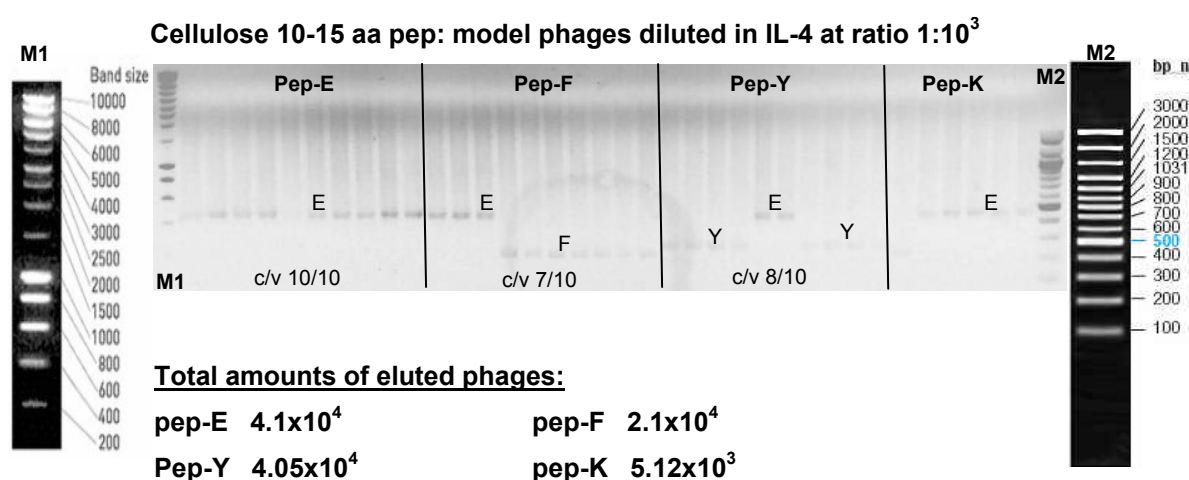 Cellulose 10-15 aa pep: model phages diluted in IL-4 at ratio 1:10³
M1
Band size
10000
8000
6000
5000
4000
3000
2500
2000
1500
1000
800
600
400
200
Pep-E
Pep-F
Pep-Y
Pep-K
M2
E
E
F
Y
E
Y
E
M1
c/v 10/10
c/v 7/10
c/v 8/10
M2
bp
3000
2000
1500
1200
1031
900
800
700
600
500
400
300
200
100
Total amounts of eluted phages:
pep-E 4.1x10⁴
pep-F 2.1x10⁴
Pep-Y 4.05x10⁴
pep-K 5.12x10³